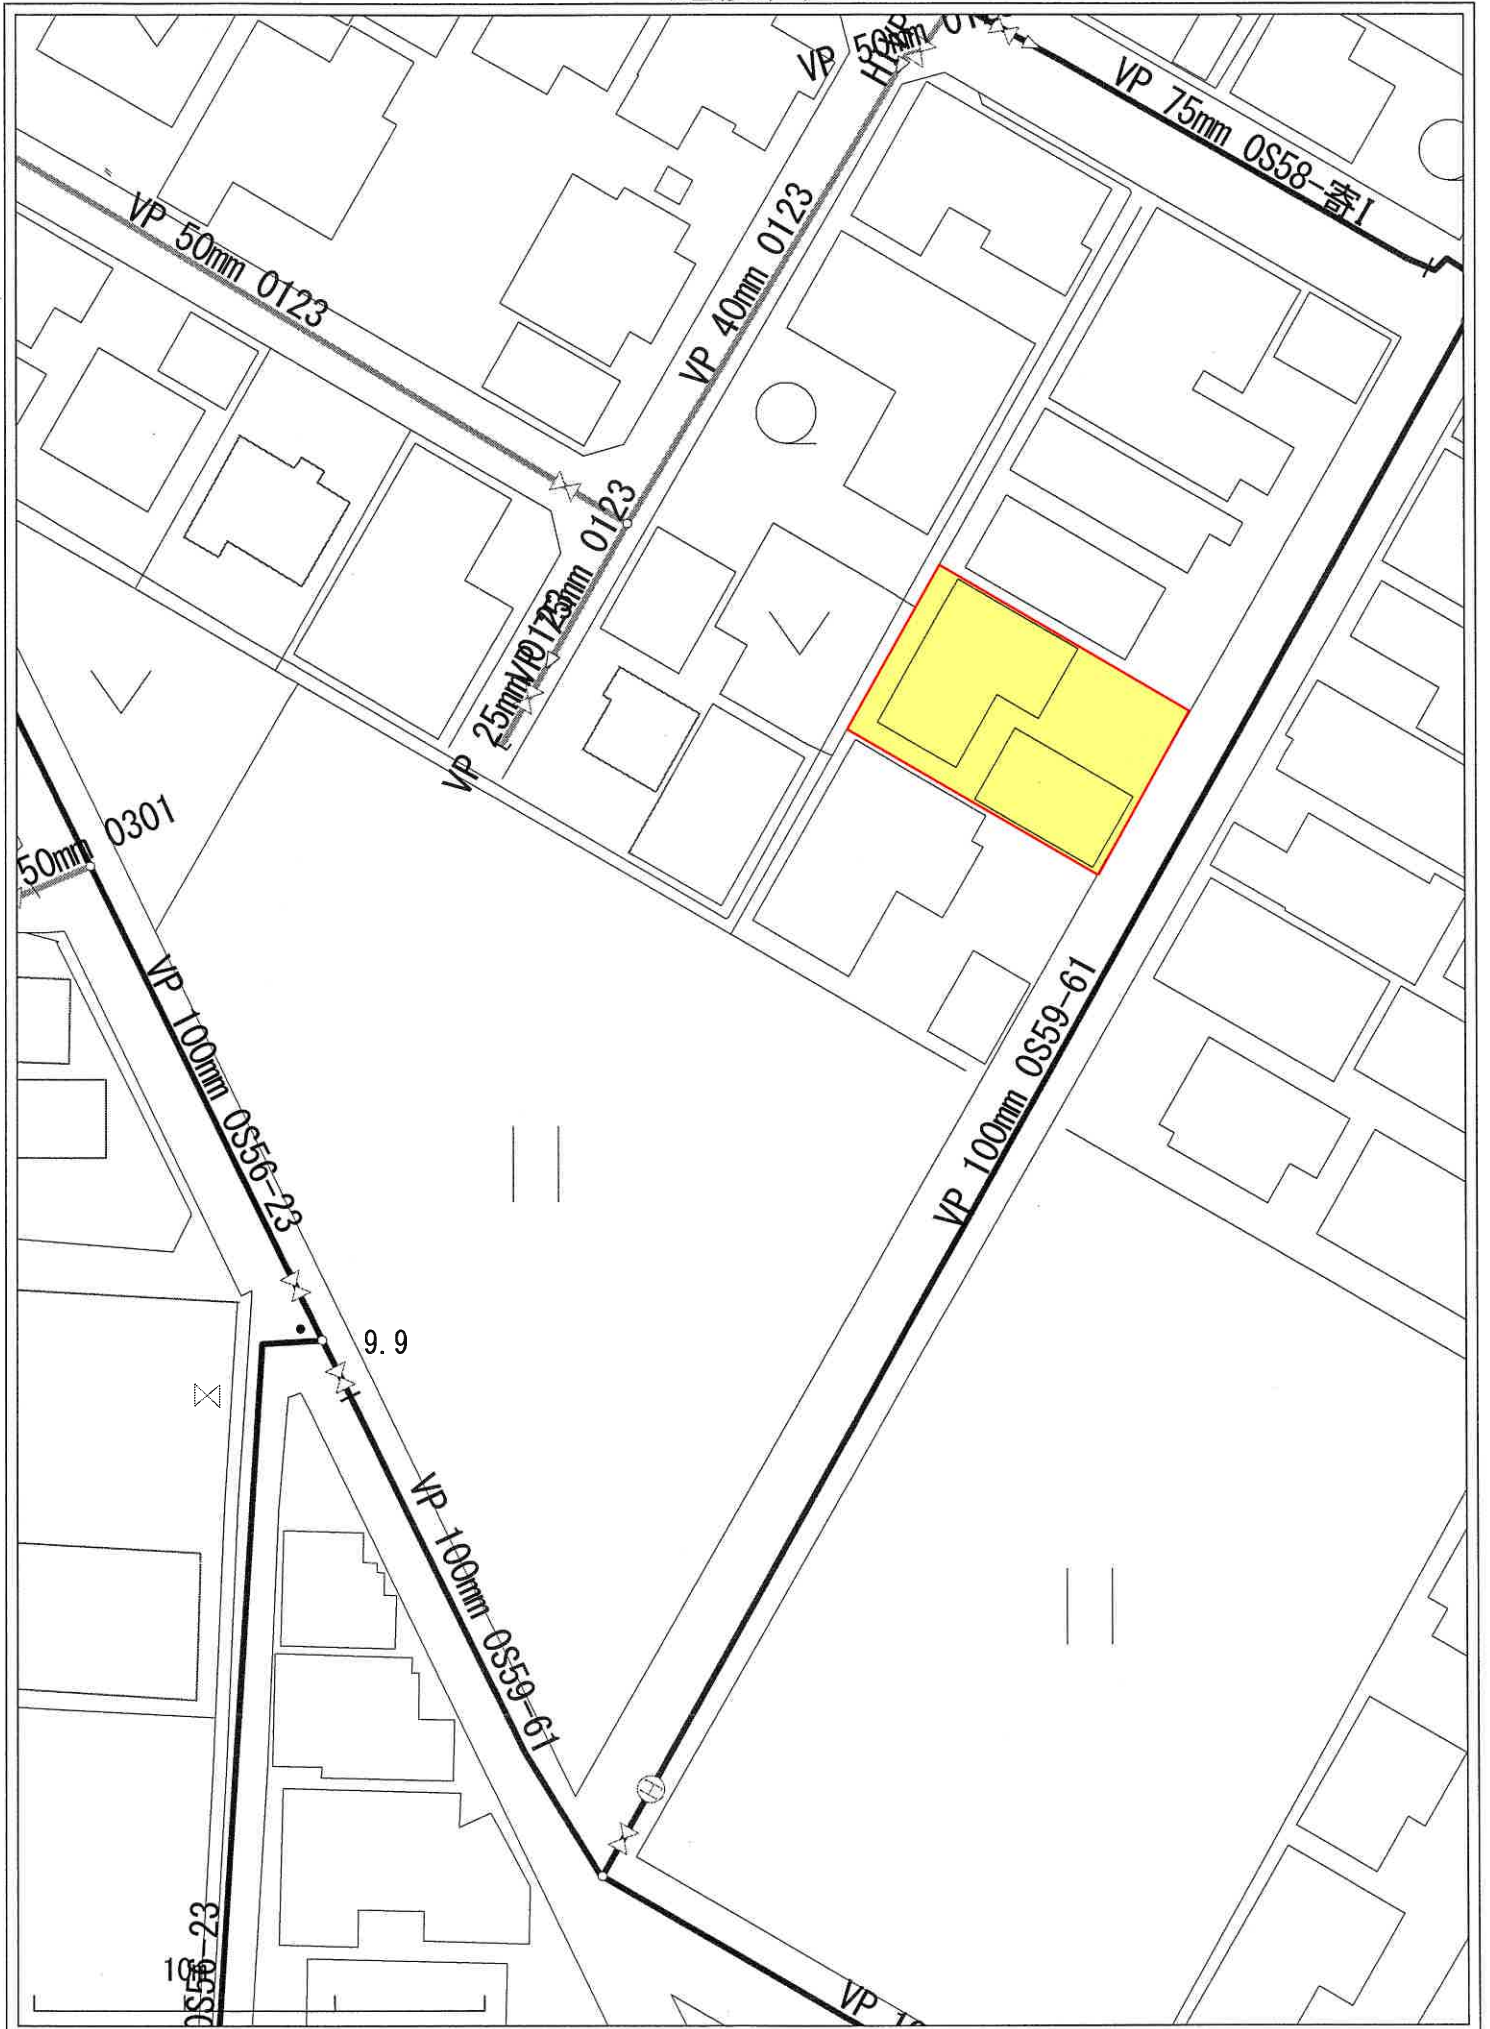 VP 50mm
VP 75mm OS58-寄I
VP 50mm 0123
VP 40mm 0123
VP 25mm 0123
50mm 0301
VP 100mm OS56-23
VP 100mm OS59-61
9.9
VP 100mm OS59-61
OS56-23
VP